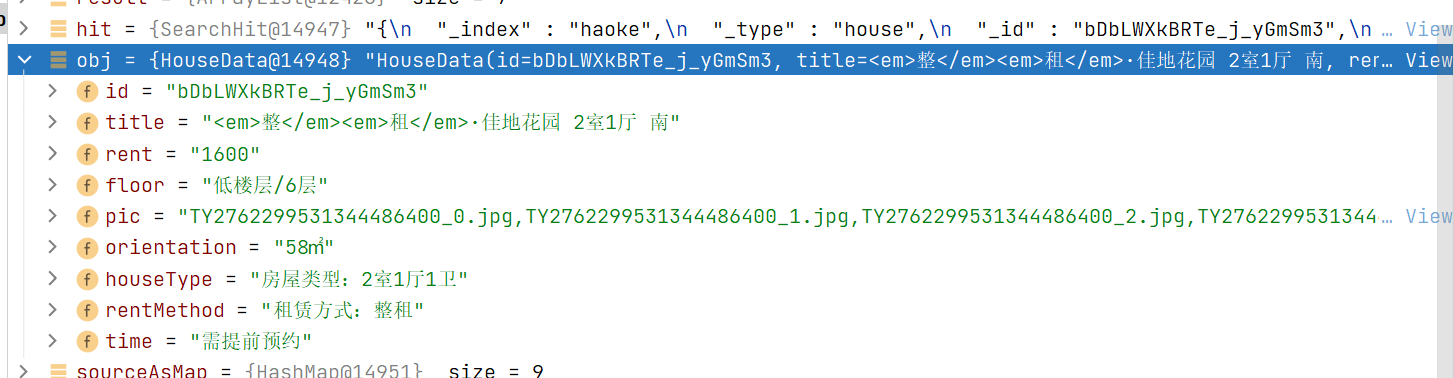 hit = {SearchHit@14947} "{\n  "_index" : "haoke",\n  "_type" : "house",\n  "_id" : "bDbLWXkBRTe_j_yGmSm3",\n … View
obj = {HouseData@14948} "HouseData(id=bDbLWXkBRTe_j_yGmSm3, title=<em>整</em><em>租</em>·佳地花园 2室1厅 南, rer… View
f id = "bDbLWXkBRTe_j_yGmSm3"
f title = "<em>整</em><em>租</em>·佳地花园 2室1厅 南"
f rent = "1600"
f floor = "低楼层/6层"
f pic = "TY2762299531344486400_0.jpg,TY2762299531344486400_1.jpg,TY2762299531344486400_2.jpg,TY2762299531344… View
f orientation = "58㎡"
f houseType = "房屋类型：2室1厅1卫"
f rentMethod = "租赁方式：整租"
f time = "需提前预约"
sourceAsMap = {HashMap@14951}  size = 9